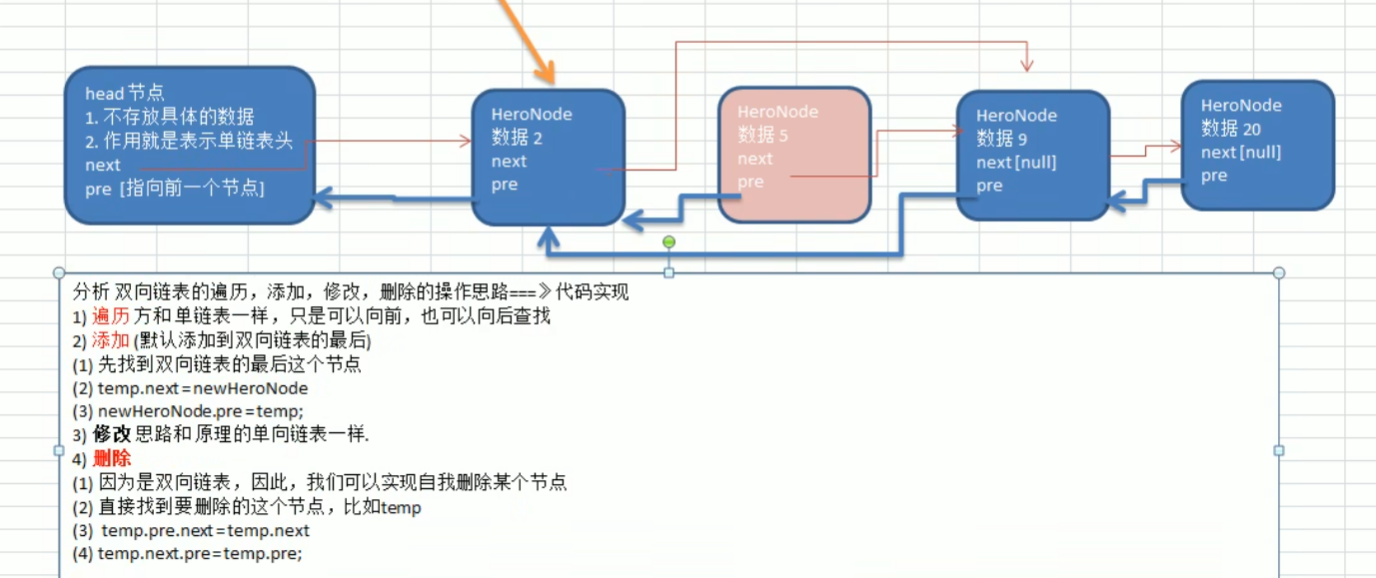 head 节点
1. 不存放具体的数据
2. 作用就是表示单链表头
next
pre [指向前一个节点]
HeroNode
数据 2
next
pre
HeroNode
数据 5
next
pre
HeroNode
数据 9
next[null]
pre
HeroNode
数据 20
next[null]
pre
分析 双向链表的遍历，添加，修改，删除的操作思路===》代码实现
1) 遍历 方和 单链表一样，只是可以向前，也可以向后查找
2) 添加 (默认添加到双向链表的最后)
(1) 先找到双向链表的最后这个节点
(2) temp.next = newHeroNode
(3) newHeroNode.pre = temp;
3) 修改 思路和 原理的单向链表一样.
4) 删除
(1) 因为是双向链表，因此，我们可以实现自我删除某个节点
(2) 直接找到要删除的这个节点，比如temp
(3) temp.pre.next = temp.next
(4) temp.next.pre = temp.pre;